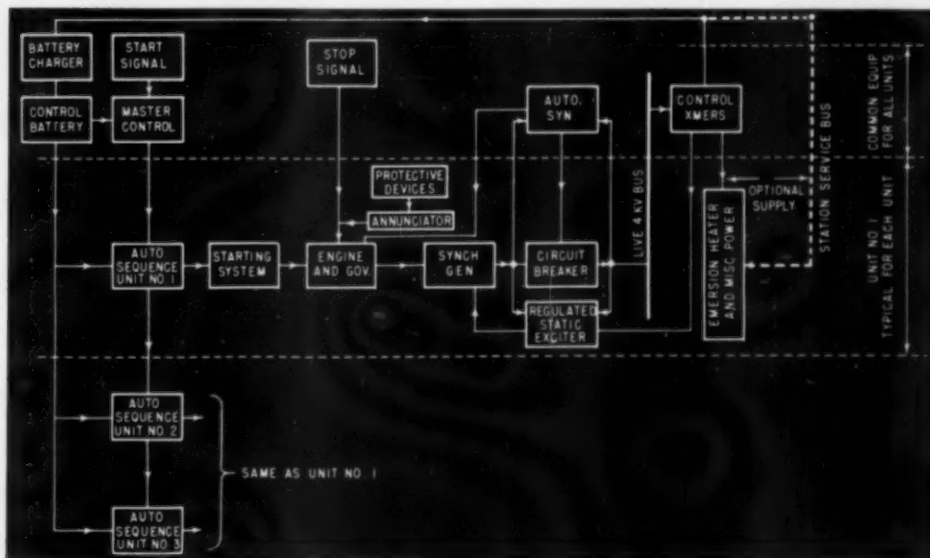 BATTERY
CHARGER
START
SIGNAL
STOP
SIGNAL
CONTROL
BATTERY
MASTER
CONTROL
AUTO.
SYN
CONTROL
XMERS
COMMON EQUIP
FOR ALL UNITS
PROTECTIVE
DEVICES
ANNUNCIATOR
LIVE 4 KV BUS
OPTIONAL
SUPPLY
STATION SERVICE BUS
AUTO
SEQUENCE
UNIT NO. 1
STARTING
SYSTEM
ENGINE
AND GOV.
SYNCH
GEN
CIRCUIT
BREAKER
REGULATED
STATIC
EXCITER
EMERSION HEATER
AND MISC POWER
UNIT NO. 1
TYPICAL FOR EACH UNIT
AUTO
SEQUENCE
UNIT NO. 2
SAME AS UNIT NO. 1
AUTO
SEQUENCE
UNIT NO. 3